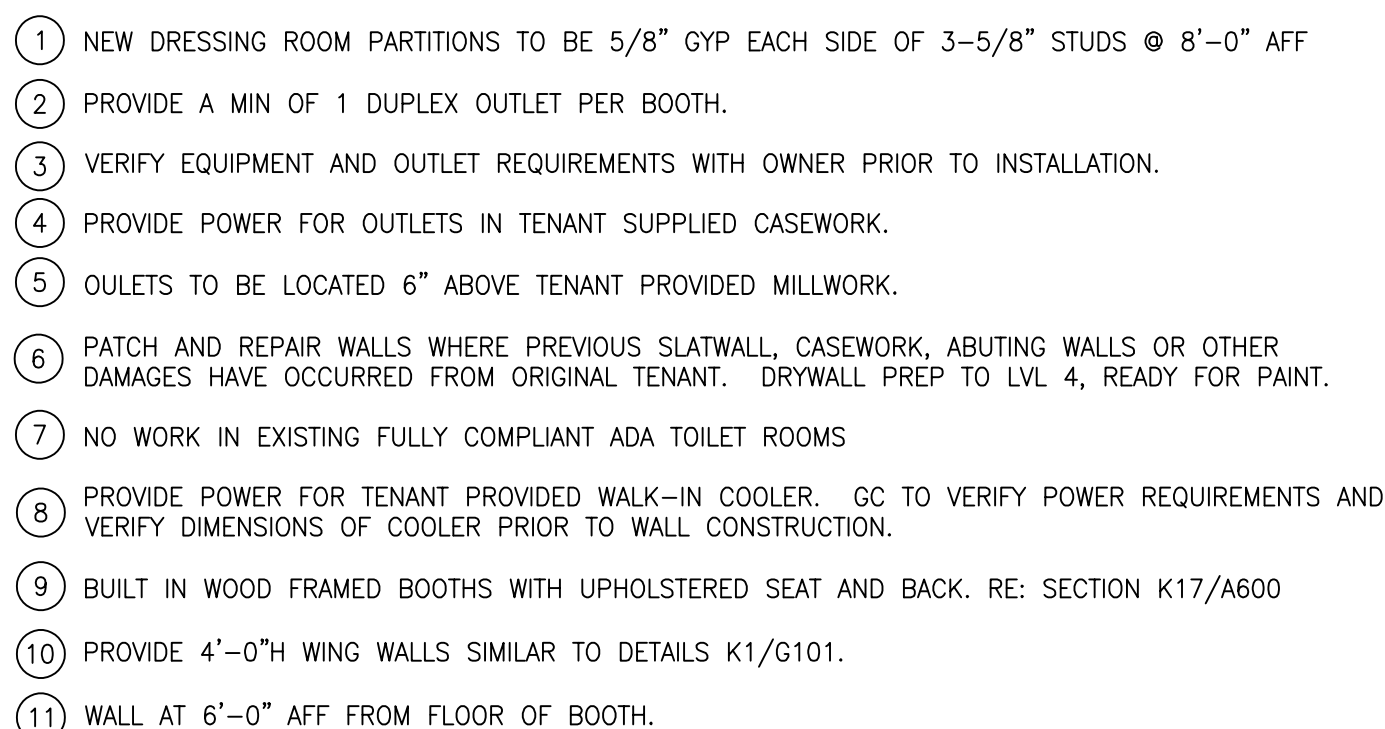 1 NEW DRESSING ROOM PARTITIONS TO BE 5/8" GYP EACH SIDE OF 3-5/8" STUDS @ 8'-0" AFF
2 PROVIDE A MIN OF 1 DUPLEX OUTLET PER BOOTH.
3 VERIFY EQUIPMENT AND OUTLET REQUIREMENTS WITH OWNER PRIOR TO INSTALLATION.
4 PROVIDE POWER FOR OUTLETS IN TENANT SUPPLIED CASEWORK.
5 OULETS TO BE LOCATED 6" ABOVE TENANT PROVIDED MILLWORK.
6 PATCH AND REPAIR WALLS WHERE PREVIOUS SLATWALL, CASEWORK, ABUTING WALLS OR OTHER
DAMAGES HAVE OCCURRED FROM ORIGINAL TENANT. DRYWALL PREP TO LVL 4, READY FOR PAINT.
7 NO WORK IN EXISTING FULLY COMPLIANT ADA TOILET ROOMS
8 PROVIDE POWER FOR TENANT PROVIDED WALK-IN COOLER. GC TO VERIFY POWER REQUIREMENTS AND
VERIFY DIMENSIONS OF COOLER PRIOR TO WALL CONSTRUCTION.
9 BUILT IN WOOD FRAMED BOOTHS WITH UPHOLSTERED SEAT AND BACK. RE: SECTION K17/A600
10 PROVIDE 4'-0"H WING WALLS SIMILAR TO DETAILS K1/G101.
11 WALL AT 6'-0" AFF FROM FLOOR OF BOOTH.